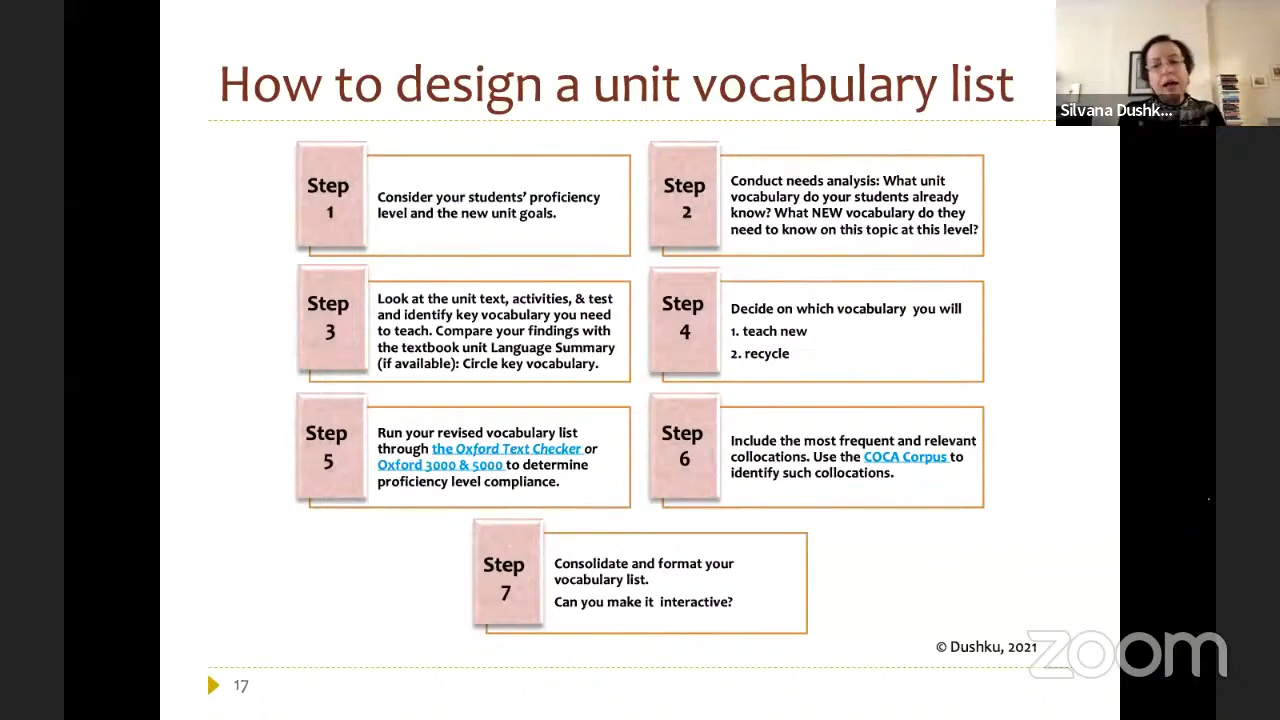 How to design a unit vocabulary list
Silvana Dushk...
Step
1
Consider your students' proficiency
level and the new unit goals.
Step
2
Conduct needs analysis: What unit
vocabulary do your students already
know? What NEW vocabulary do they
need to know on this topic at this level?
Step
3
Look at the unit text, activities, & test
and identify key vocabulary you need
to teach. Compare your findings with
the textbook unit Language Summary
(if available): Circle key vocabulary.
Step
4
Decide on which vocabulary you will
1. teach new
2. recycle
Step
5
Run your revised vocabulary list
through the Oxford Text Checker or
Oxford 3000 & 5000 to determine
proficiency level compliance.
Step
6
Include the most frequent and relevant
collocations. Use the COCA Corpus to
identify such collocations.
Step
7
Consolidate and format your
vocabulary list.
Can you make it interactive?
© Dushku, 2021
zoom
17